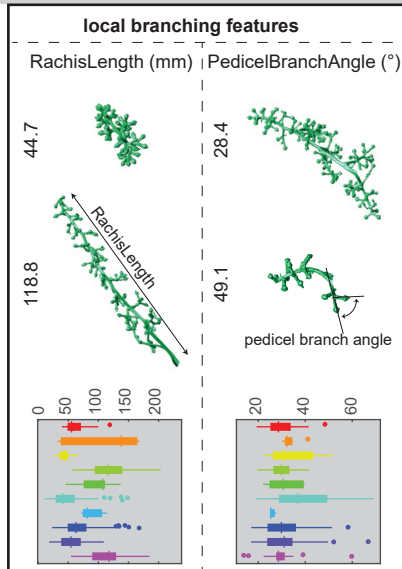 local branching features
RachisLength (mm)
PedicelBranchAngle (°)
44.7
28.4
RachisLength
118.8
49.1
pedicel branch angle
0 50 100 150 200
20 40 60